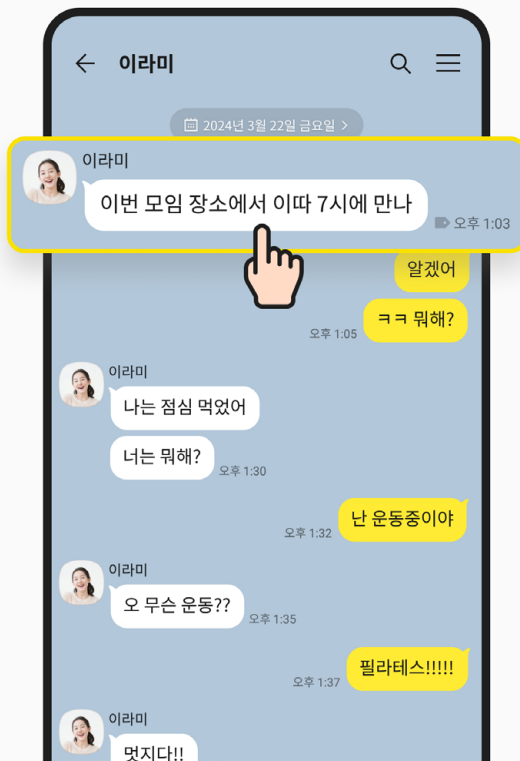 이라미
2024년 3월 22일 금요일
이라미
이번 모임 장소에서 이따 7시에 만나
오후 1:03
알겠어
ㅋㅋ 뭐해?
오후 1:05
이라미
나는 점심 먹었어
너는 뭐해?
오후 1:30
난 운동중이야
오후 1:32
이라미
오 무슨 운동??
오후 1:35
필라테스!!!!!
오후 1:37
이라미
멋지다!!